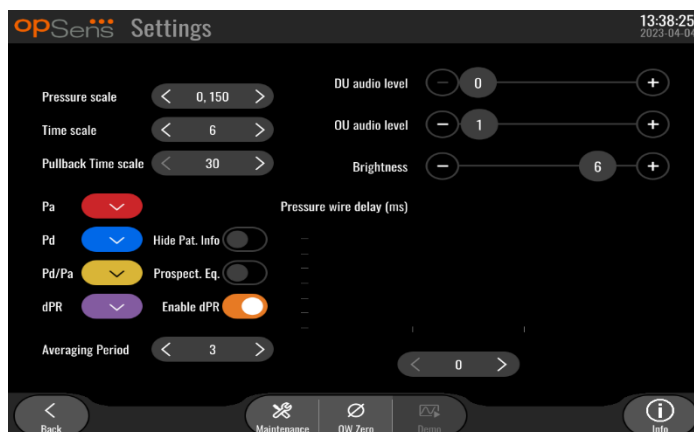 opSens Settings
13:38:25
2023-04-04
Pressure scale 0, 150
Time scale 6
Pullback Time scale 30
DU audio level 0
OU audio level 1
Brightness 6
Pa
Pressure wire delay (ms)
Pd
Hide Pat. Info
Pd/Pa
Prospect. Eq.
dPR
Enable dPR
Averaging Period 3
0
Back
Maintenance
OW Zero
Demo
Info